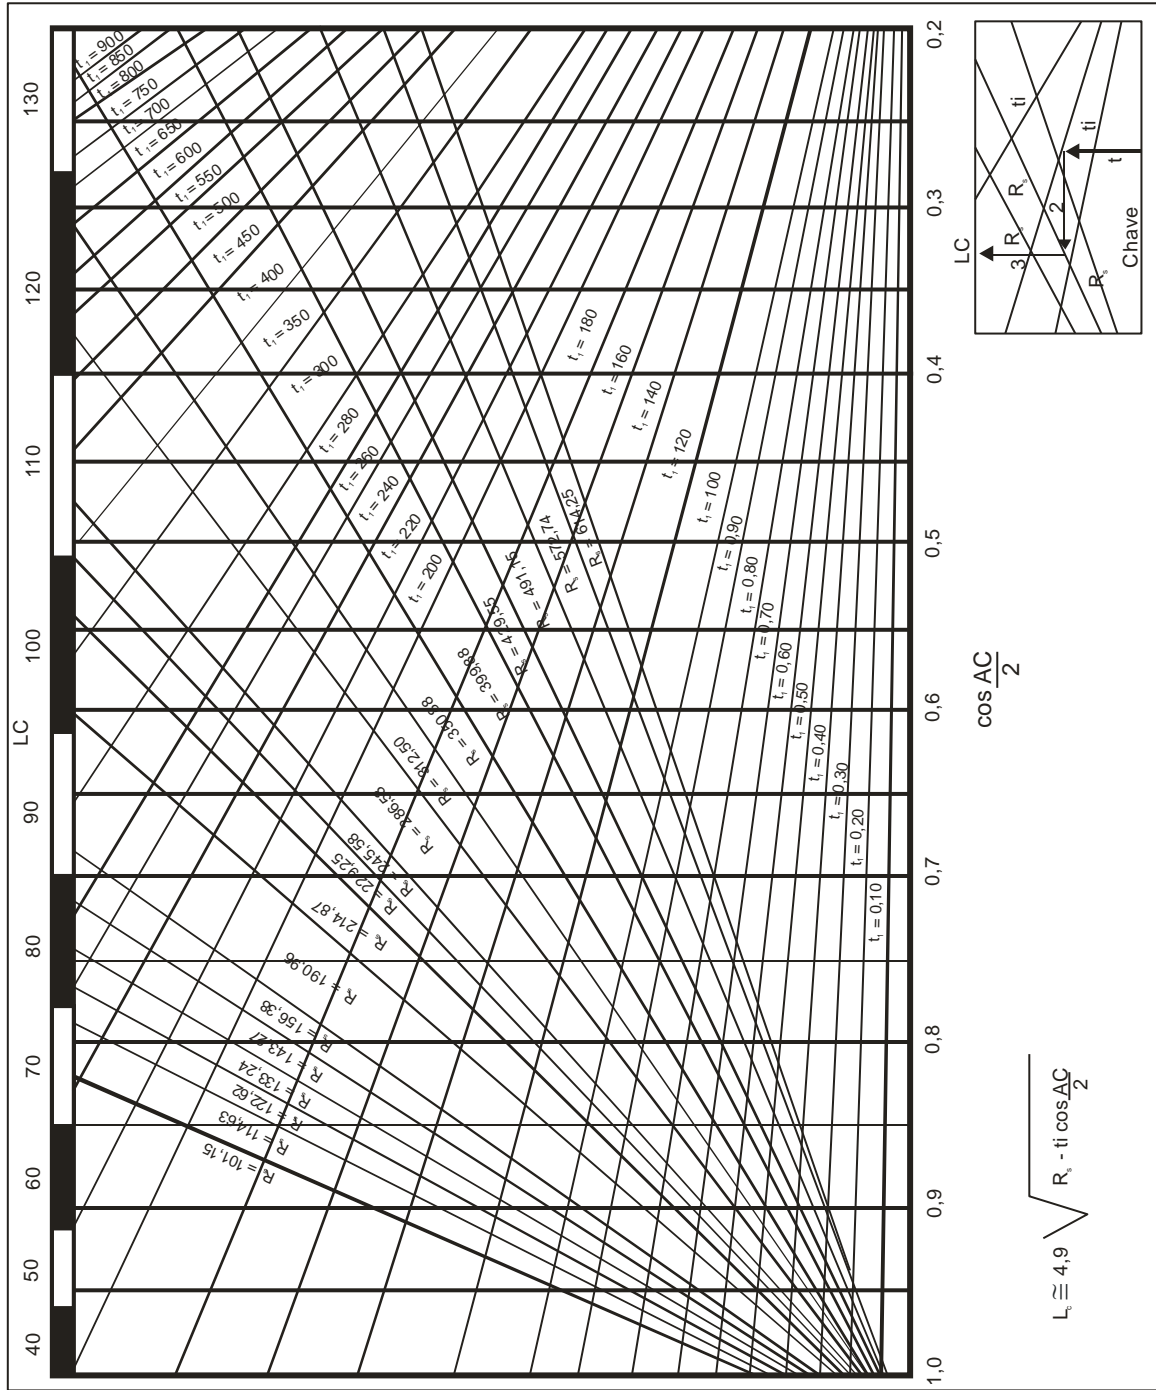 LC
40
50
60
70
80
90
100
110
120
130
t₁ = 900
t₁ = 850
t₁ = 800
t₁ = 750
t₁ = 700
t₁ = 650
t₁ = 600
t₁ = 550
t₁ = 500
t₁ = 450
t₁ = 400
t₁ = 350
t₁ = 300
t₁ = 280
t₁ = 260
t₁ = 240
t₁ = 220
t₁ = 200
t₁ = 180
t₁ = 160
t₁ = 140
t₁ = 120
t₁ = 100
t₁ = 0,90
t₁ = 0,80
t₁ = 0,70
t₁ = 0,60
t₁ = 0,50
t₁ = 0,40
t₁ = 0,30
t₁ = 0,20
t₁ = 0,10
Rₛ = 101,15
Rₛ = 114,63
Rₛ = 122,62
Rₛ = 133,24
Rₛ = 143,27
Rₛ = 156,38
Rₛ = 190,96
Rₛ = 214,87
Rₛ = 229,25
Rₛ = 245,58
Rₛ = 286,58
Rₛ = 812,50
Rₛ = 350,98
Rₛ = 399,88
Rₛ = 429,55
Rₛ = 491,15
Rₛ = 572,74
Rₛ = 614,25
1,0
0,9
0,8
0,7
0,6
0,5
0,4
0,3
0,2
cos AC/2
L꜀ ≅ 4,9 √ Rₛ - ti cos AC/2
LC
3
Rₛ
Rₛ
ti
2
ti
t
Rₛ
Chave